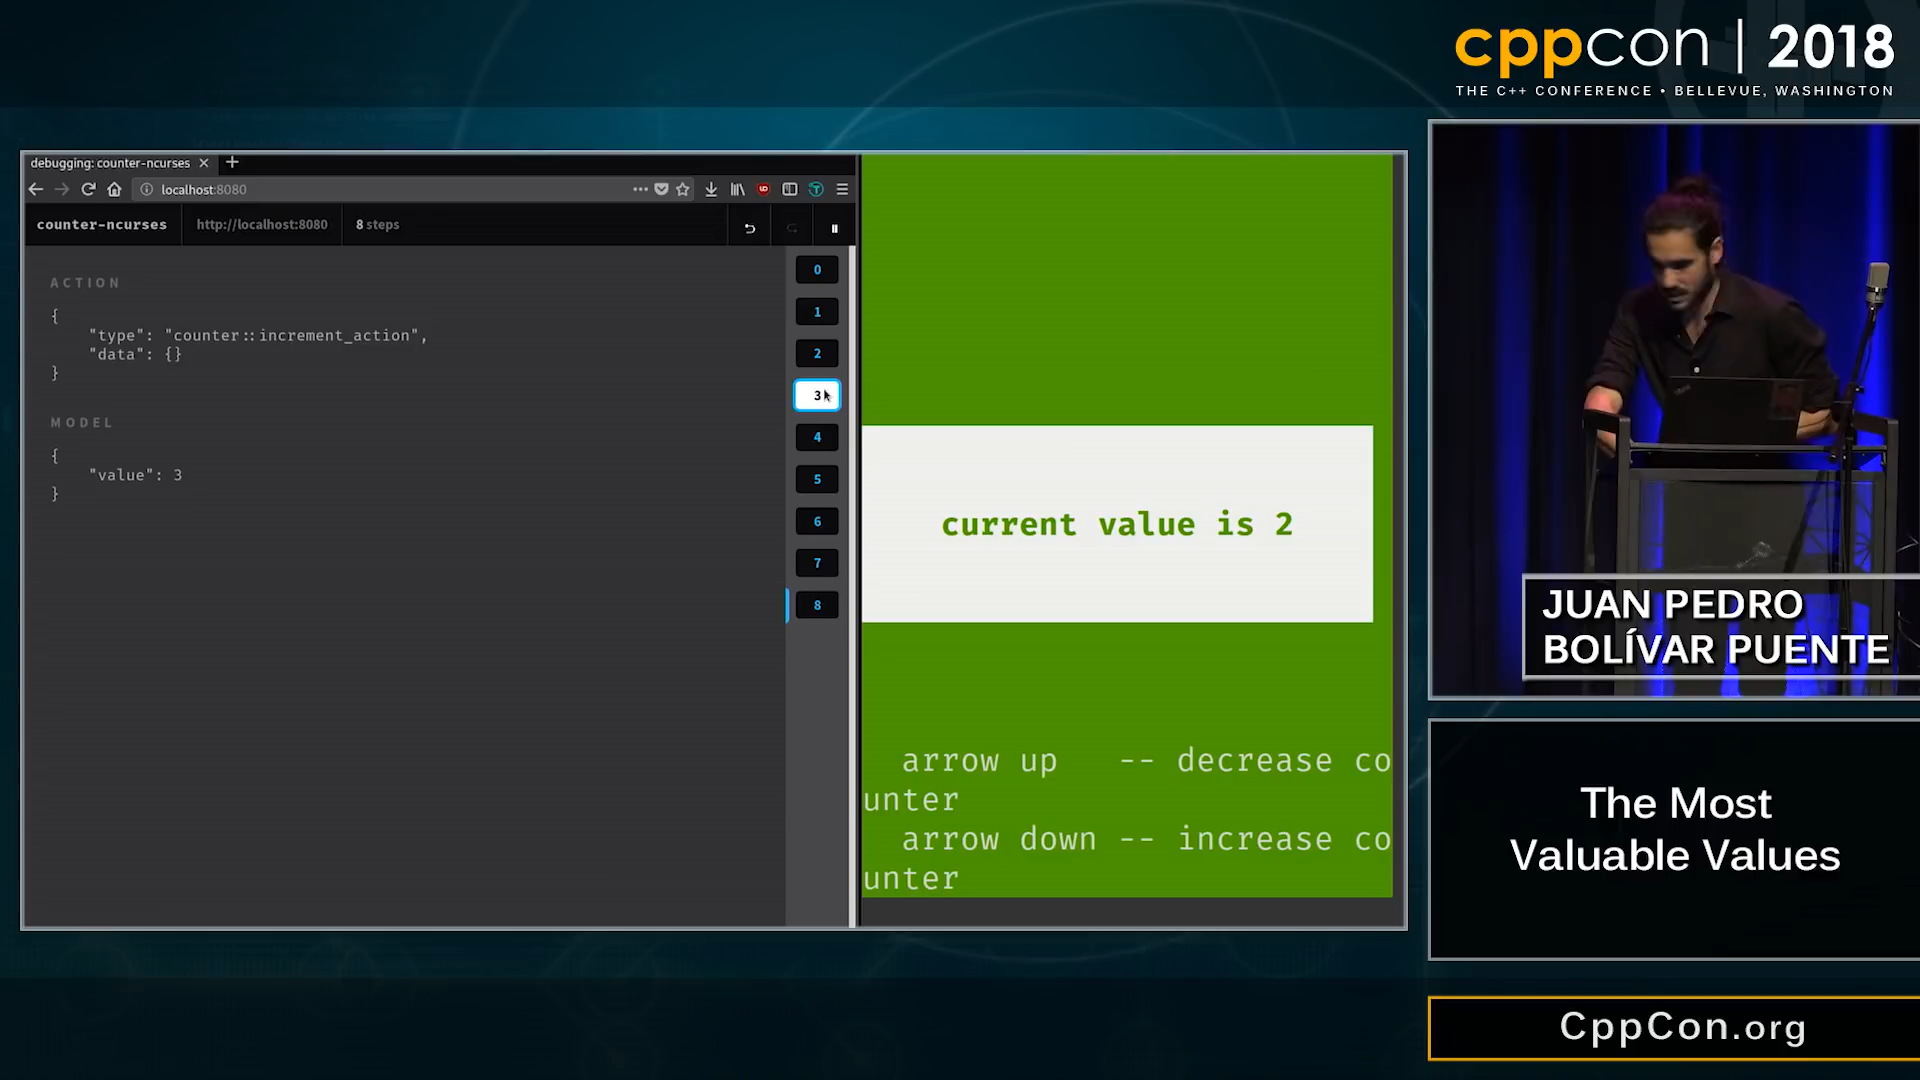 cppcon | 2018
THE C++ CONFERENCE • BELLEVUE, WASHINGTON
debugging: counter-ncurses
localhost:8080
counter-ncurses
http://localhost:8080
8 steps
ACTION
{
"type": "counter::increment_action",
"data": {}
}
MODEL
{
"value": 3
}
0
1
2
3
4
5
6
7
8
current value is 2
arrow up -- decrease co
unter
arrow down -- increase co
unter
JUAN PEDRO
BOLÍVAR PUENTE
The Most
Valuable Values
CppCon.org